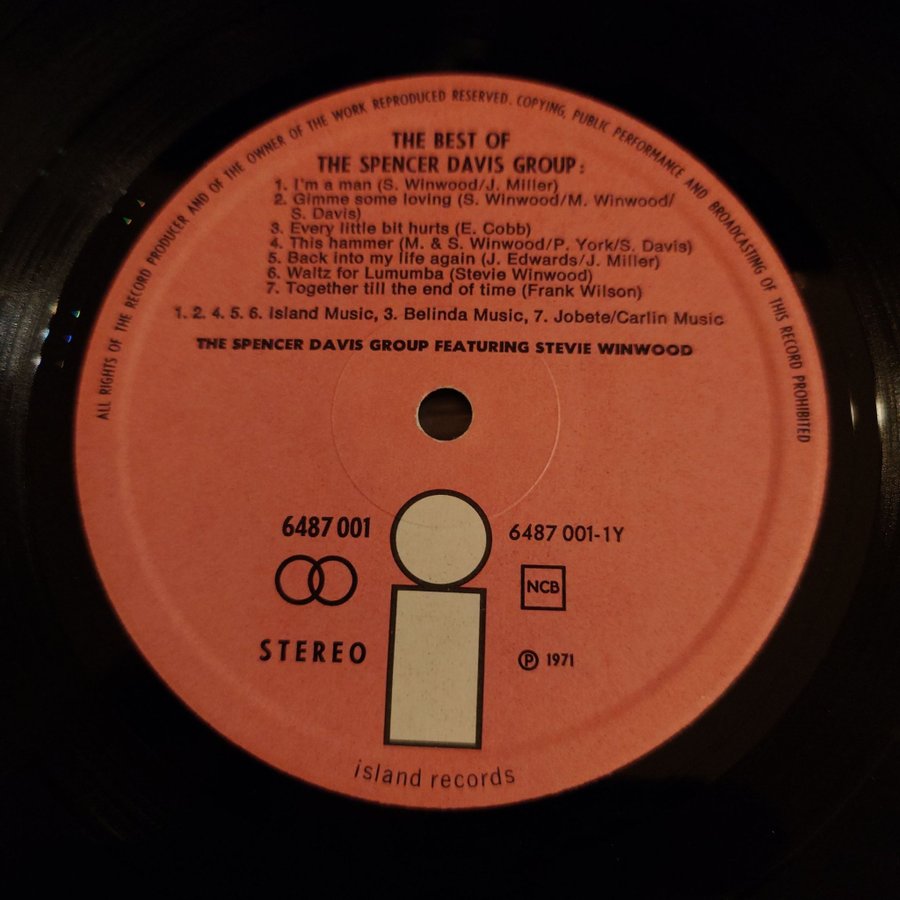 ALL RIGHTS OF THE RECORD PRODUCER AND OF THE OWNER OF THE WORK REPRODUCED RESERVED. COPYING, PUBLIC PERFORMANCE AND BROADCASTING OF THIS RECORD PROHIBITED
THE BEST OF
THE SPENCER DAVIS GROUP:
1. I'm a man (S. Winwood/J. Miller)
2. Gimme some loving (S. Winwood/M. Winwood/
S. Davis)
3. Every little bit hurts (E. Cobb)
4. This hammer (M. & S. Winwood/P. York/S. Davis)
5. Back into my life again (J. Edwards/J. Miller)
6. Waltz for Lumumba (Stevie Winwood)
7. Together till the end of time (Frank Wilson)
1. 2. 4. 5. 6. Island Music, 3. Belinda Music, 7. Jobete/Carlin Music
THE SPENCER DAVIS GROUP FEATURING STEVIE WINWOOD
6487 001
6487 001-1Y
NCB
STEREO
℗ 1971
island records